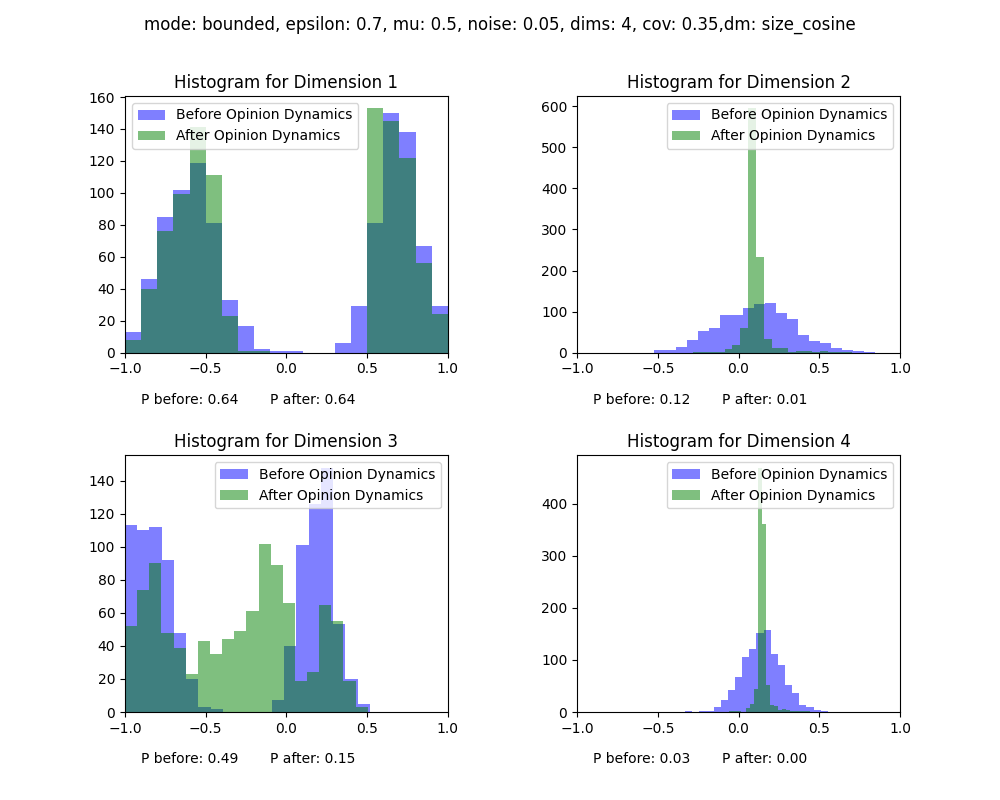 mode: bounded, epsilon: 0.7, mu: 0.5, noise: 0.05, dims: 4, cov: 0.35,dm: size_cosine
Histogram for Dimension 1
Before Opinion Dynamics
After Opinion Dynamics
160
140
120
100
80
60
40
20
0
−1.0 −0.5 0.0 0.5 1.0
P before: 0.64 P after: 0.64
Histogram for Dimension 2
Before Opinion Dynamics
After Opinion Dynamics
600
500
400
300
200
100
0
−1.0 −0.5 0.0 0.5 1.0
P before: 0.12 P after: 0.01
Histogram for Dimension 3
Before Opinion Dynamics
After Opinion Dynamics
140
120
100
80
60
40
20
0
−1.0 −0.5 0.0 0.5 1.0
P before: 0.49 P after: 0.15
Histogram for Dimension 4
Before Opinion Dynamics
After Opinion Dynamics
400
300
200
100
0
−1.0 −0.5 0.0 0.5 1.0
P before: 0.03 P after: 0.00